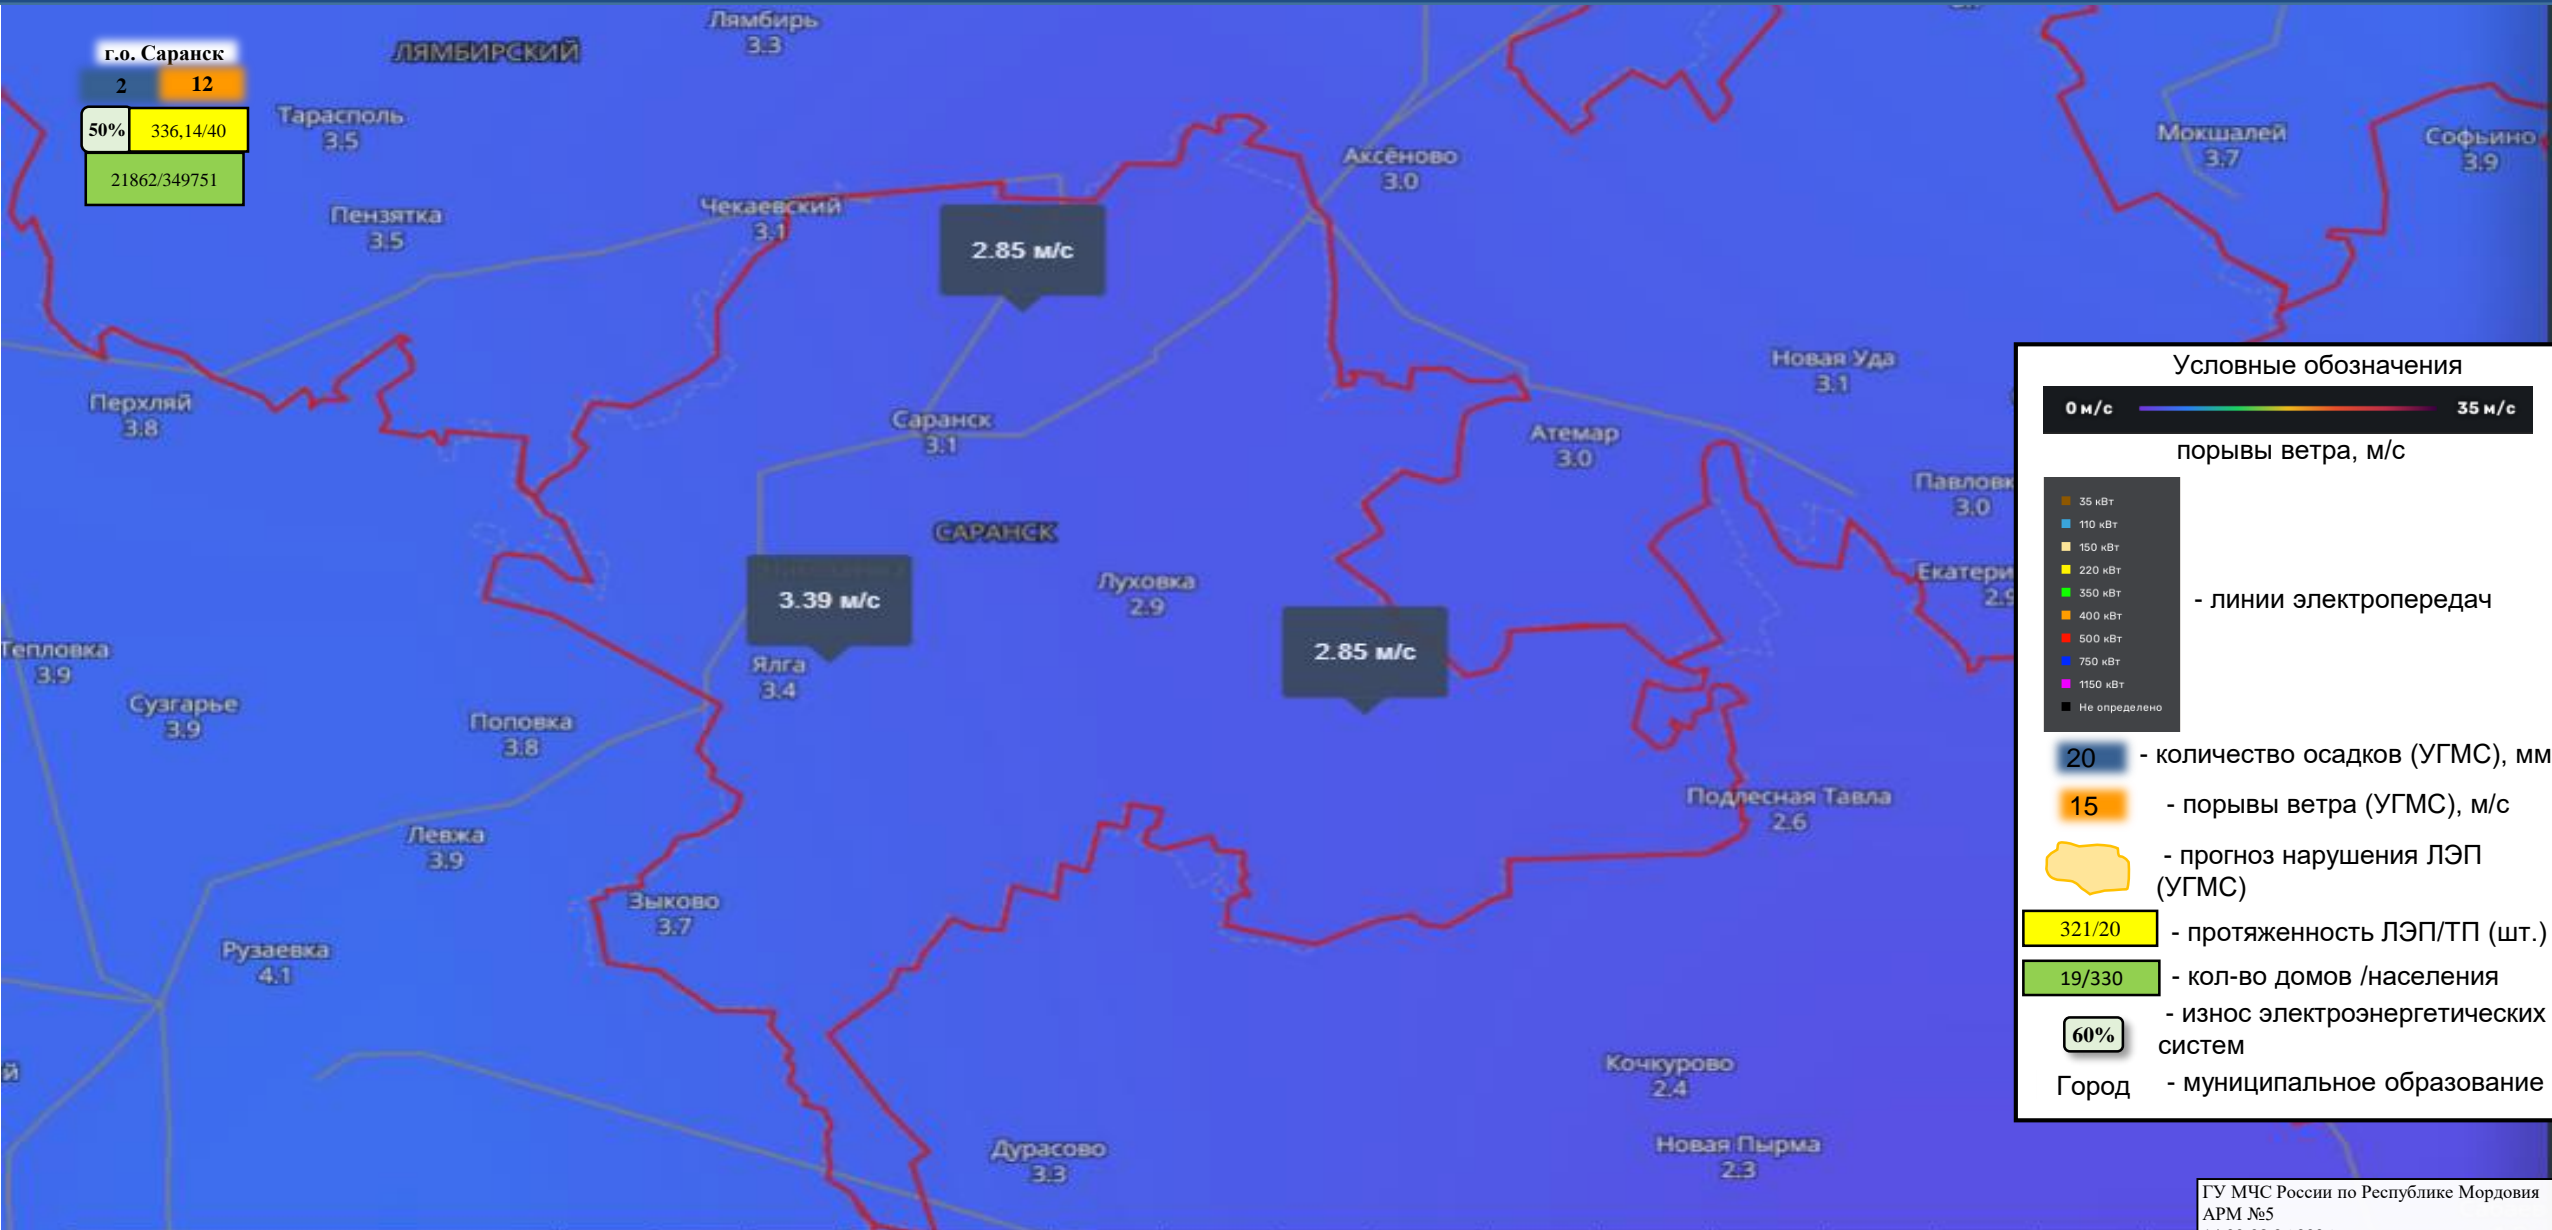 Лямбирь
3.3
г.о. Саранск
2 12
50% 336,14/40
21862/349751
ЛЯМБИРСКИЙ
Тарасполь
3.5
Пензятка
3.5
Чекаевский
3.1
2.85 м/с
Аксёново
3.0
Мокшалей
3.7
Софьино
3.9
Перхляй
3.8
Саранск
3.1
Новая Уда
3.1
Атемар
3.0
Павловк
3.0
САРАНСК
3.39 м/с
Луховка
2.9
Екатери
2.9
2.85 м/с
Тепловка
3.9
Ялга
3.4
Сузгарье
3.9
Поповка
3.8
Подлесная Тавла
2.6
Левжа
3.9
Зыково
3.7
Рузаевка
4.1
й
Кочкурово
2.4
Дурасово
3.3
Новая Пырма
2.3
Условные обозначения
0 м/с 35 м/с
порывы ветра, м/с
35 кВт
110 кВт
150 кВт
220 кВт
350 кВт
400 кВт
500 кВт
750 кВт
1150 кВт
Не определено
- линии электропередач
20 - количество осадков (УГМС), мм
15 - порывы ветра (УГМС), м/с
- прогноз нарушения ЛЭП
(УГМС)
321/20 - протяженность ЛЭП/ТП (шт.)
19/330 - кол-во домов /населения
- износ электроэнергетических
60% систем
Город - муниципальное образование
ГУ МЧС России по Республике Мордовия
АРМ №5